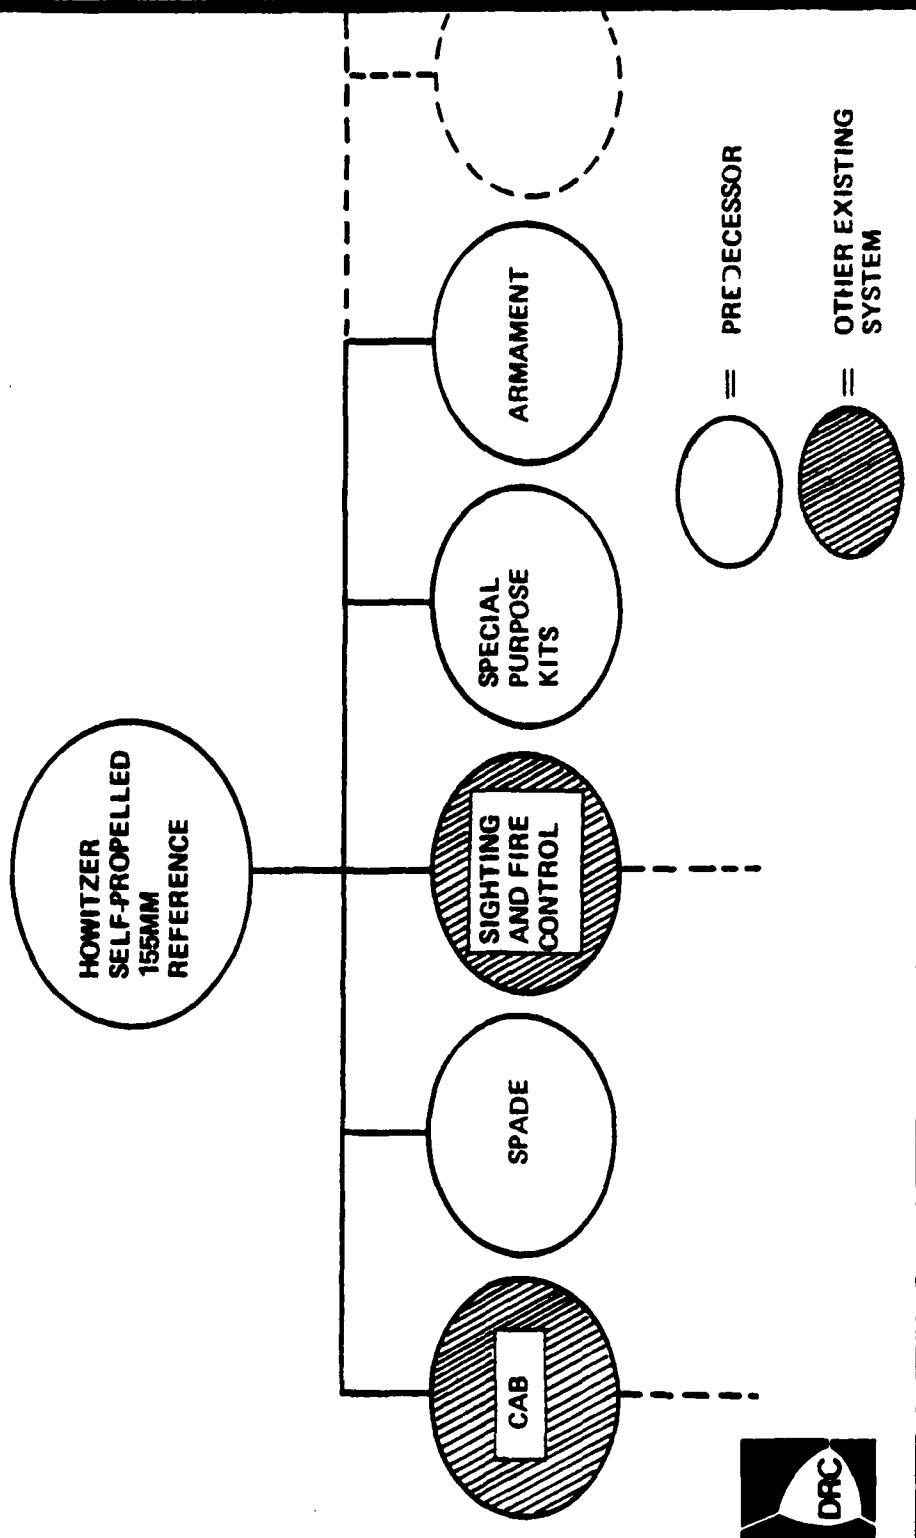 HOWITZER
SELF-PROPELLED
155MM
REFERENCE
CAB
SPADE
SIGHTING
AND FIRE
CONTROL
SPECIAL
PURPOSE
KITS
ARMAMENT
= PREDECESSOR
= OTHER EXISTING
SYSTEM
DRC